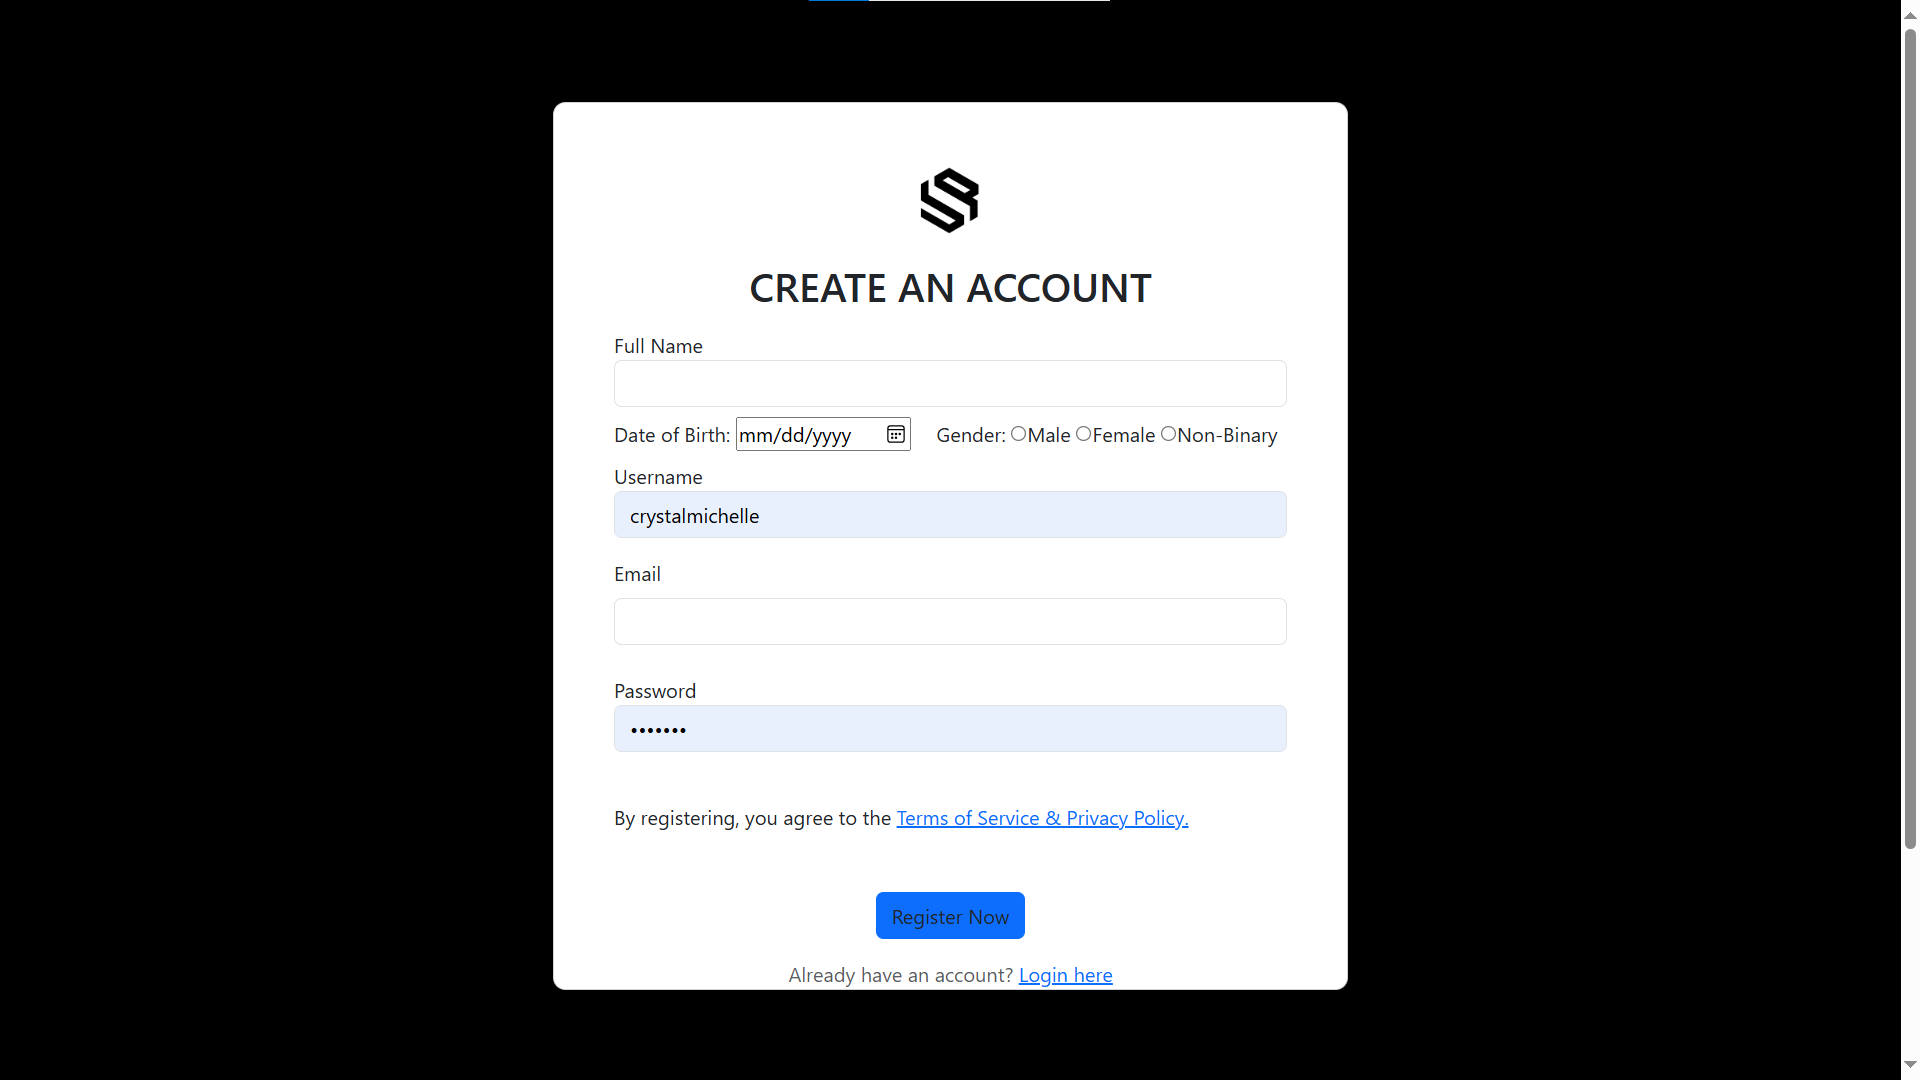 CREATE AN ACCOUNT
Full Name
Date of Birth: mm/dd/yyyy Gender: Male Female Non-Binary
Username
crystalmichelle
Email
Password
•••••••
By registering, you agree to the Terms of Service & Privacy Policy.
Register Now
Already have an account? Login here